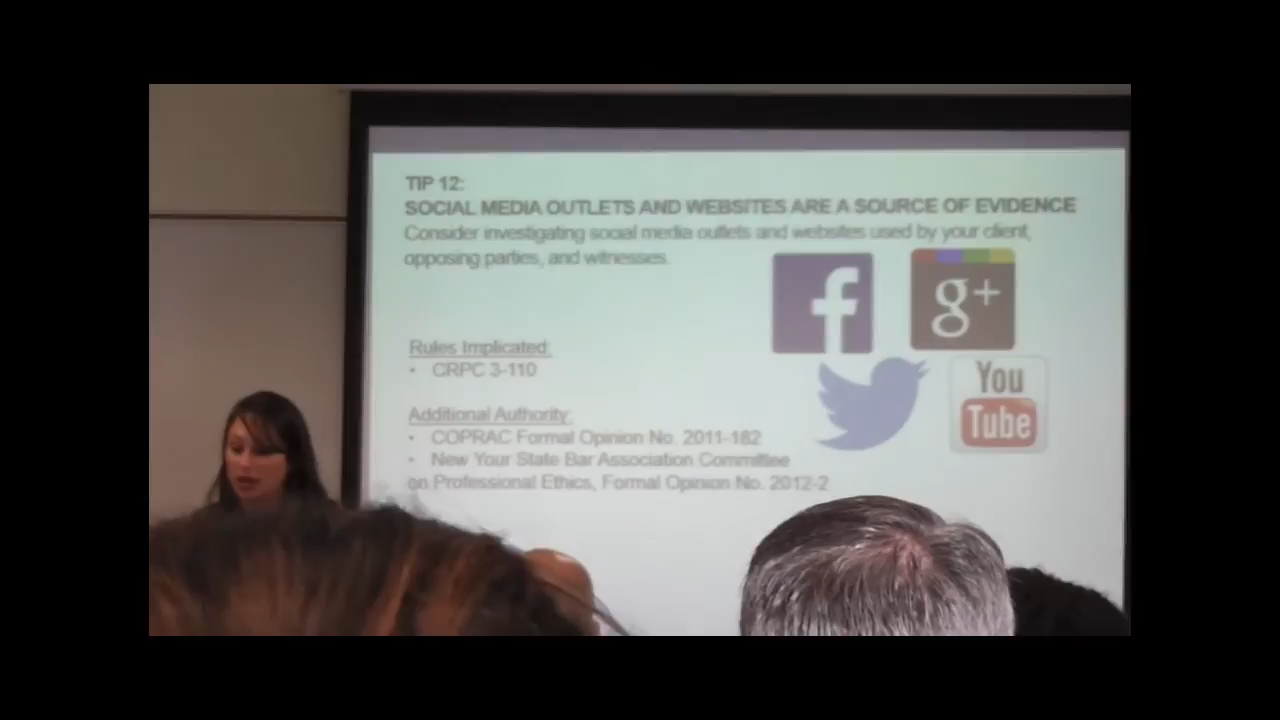 TIP 12:
SOCIAL MEDIA OUTLETS AND WEBSITES ARE A SOURCE OF EVIDENCE
Consider investigating social media outlets and websites used by your client,
opposing parties, and witnesses.
f
g+
You
Tube
Rules Implicated:
• CRPC 3-110
Additional Authority:
• COPRAC Formal Opinion No. 2011-182
• New Your State Bar Association Committee
on Professional Ethics, Formal Opinion No. 2012-2